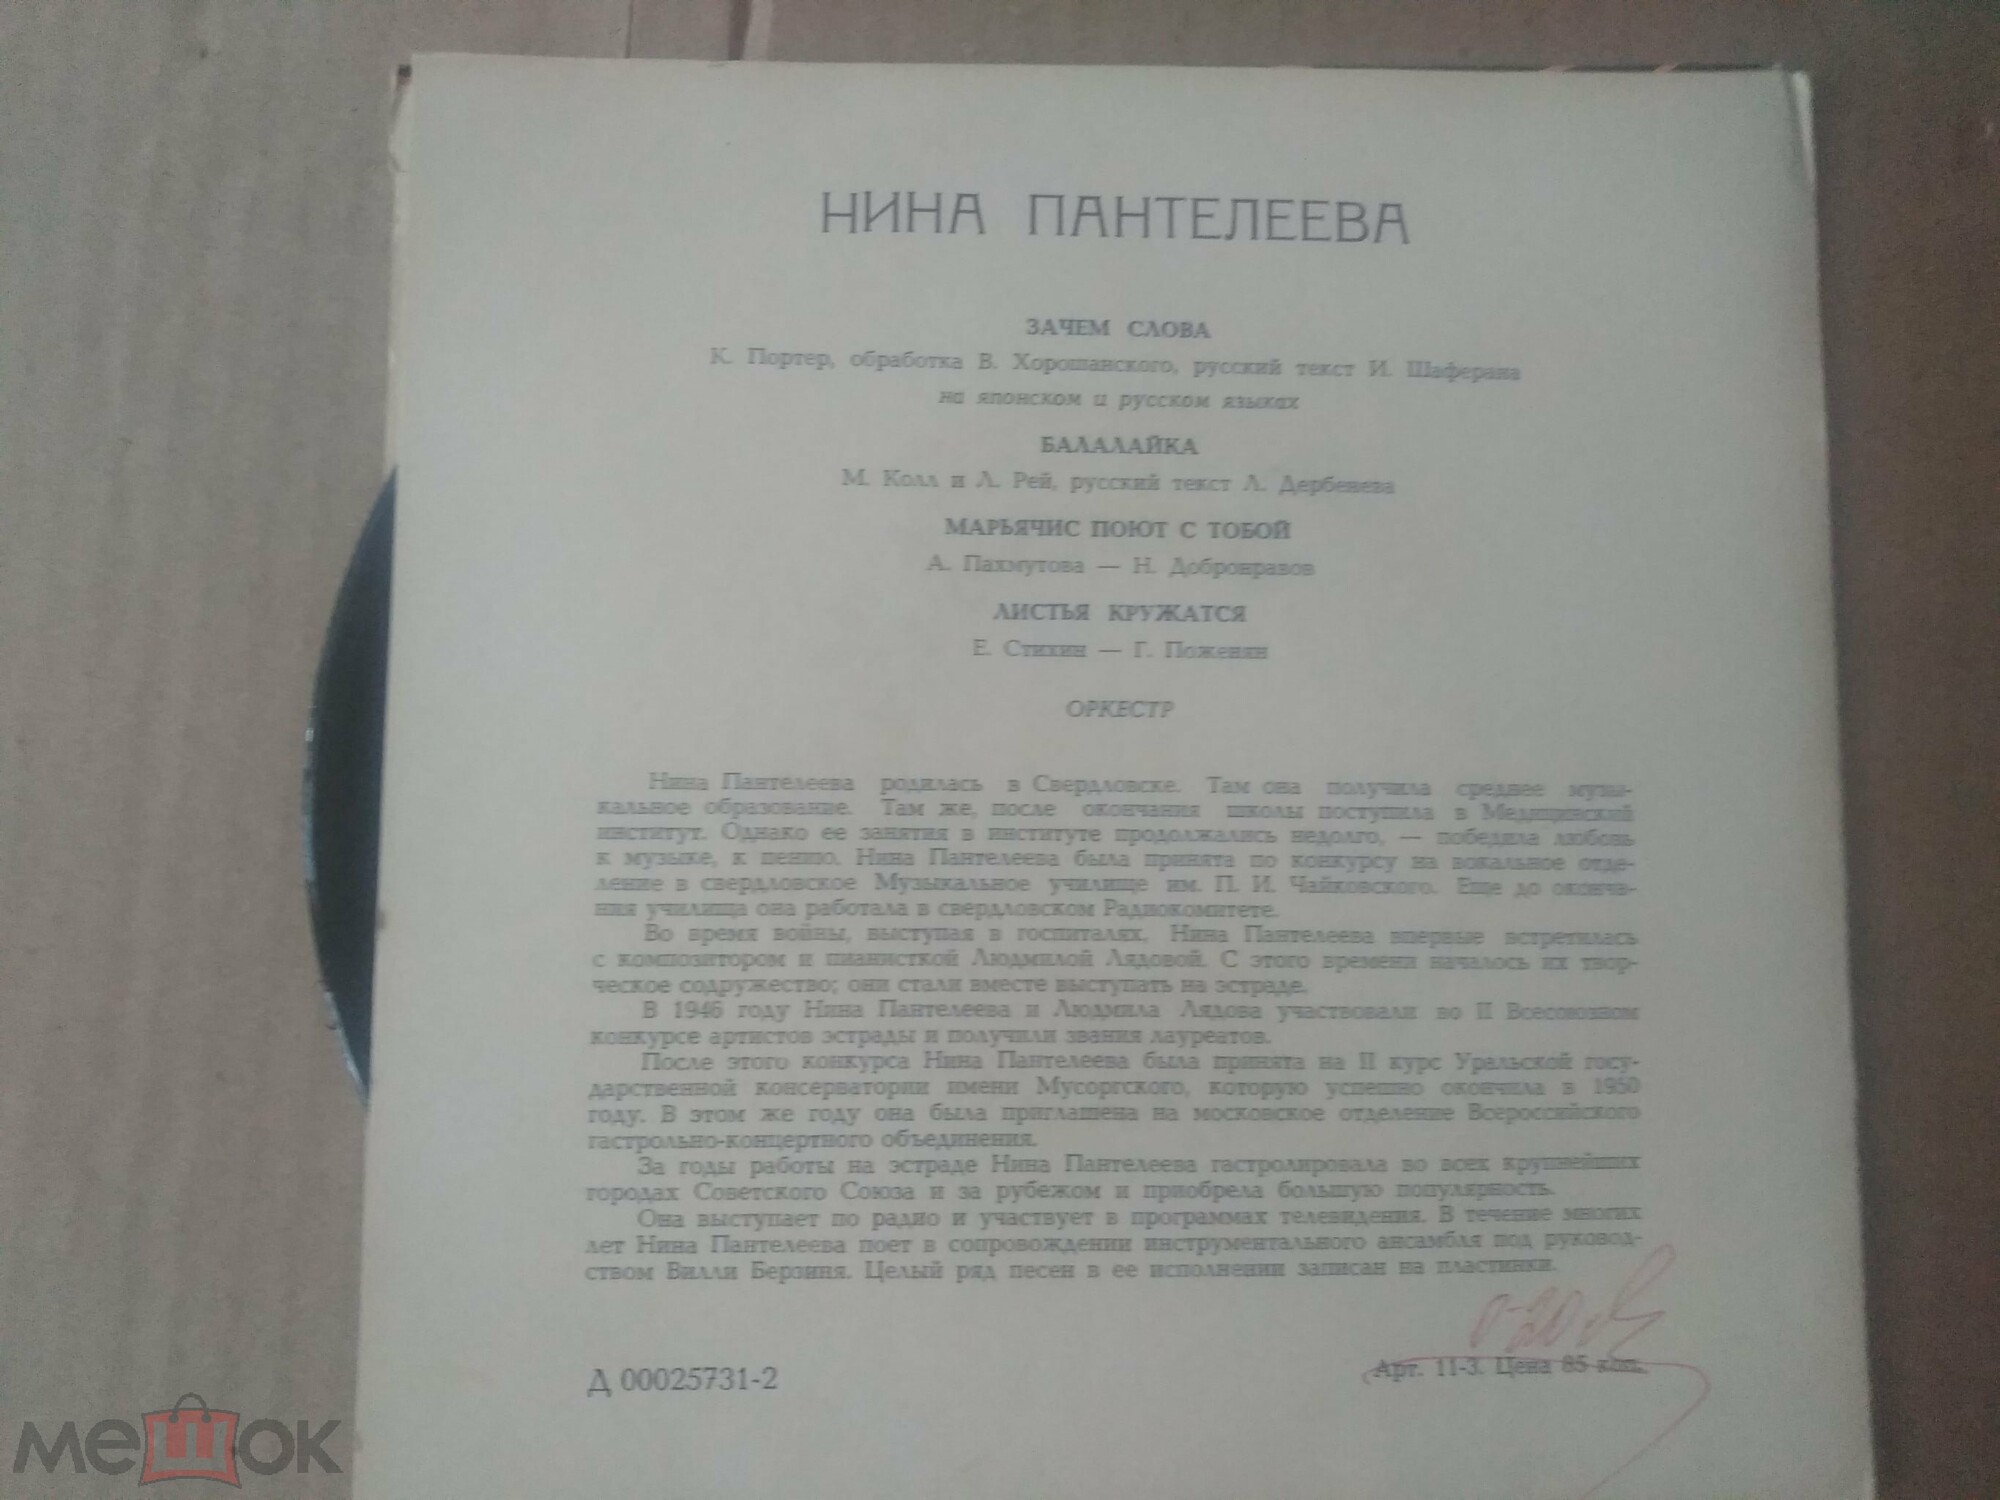 НИНА ПАНТЕЛЕЕВА
ЗАЧЕМ СЛОВА
К. Портер, обработка В. Хорощанского, русский текст И. Шаферана
на японском и русском языках
БАЛАЛАЙКА
М. Колл и Л. Рей, русский текст Л. Дербенева
МАРЬЯЧИС ПОЮТ С ТОБОЙ
А. Пахмутова — Н. Добронравов
ЛИСТЬЯ КРУЖАТСЯ
Е. Стихин — Г. Поженян
ОРКЕСТР
Нина Пантелеева родилась в Свердловске. Там она получила среднее музы-
кальное образование. Там же, после окончания школы поступила в Медицинский
институт. Однако ее занятия в институте продолжались недолго, — победила любовь
к музыке, к пению. Нина Пантелеева была принята по конкурсу на вокальное отде-
ление в свердловское Музыкальное училище им. П. И. Чайковского. Еще до оконча-
ния училища она работала в свердловском Радиокомитете.
Во время войны, выступая в госпиталях, Нина Пантелеева впервые встретилась
с композитором и пианисткой Людмилой Лядовой. С этого времени началось их твор-
ческое содружество; они стали вместе выступать на эстраде.
В 1946 году Нина Пантелеева и Людмила Лядова участвовали во II Всесоюзном
конкурсе артистов эстрады и получили звания лауреатов.
После этого конкурса Нина Пантелеева была принята на II курс Уральской госу-
дарственной консерватории имени Мусоргского, которую успешно окончила в 1950
году. В этом же году она была приглашена на московское отделение Всероссийского
гастрольно-концертного объединения.
За годы работы на эстраде Нина Пантелеева гастролировала во всех крупнейших
городах Советского Союза и за рубежом и приобрела большую популярность.
Она выступает по радио и участвует в программах телевидения. В течение многих
лет Нина Пантелеева поет в сопровождении инструментального ансамбля под руковод-
ством Вилли Берзиня. Целый ряд песен в ее исполнении записан на пластинки.
Д 00025731-2
Арт. 11-3. Цена 85 коп.
мешок